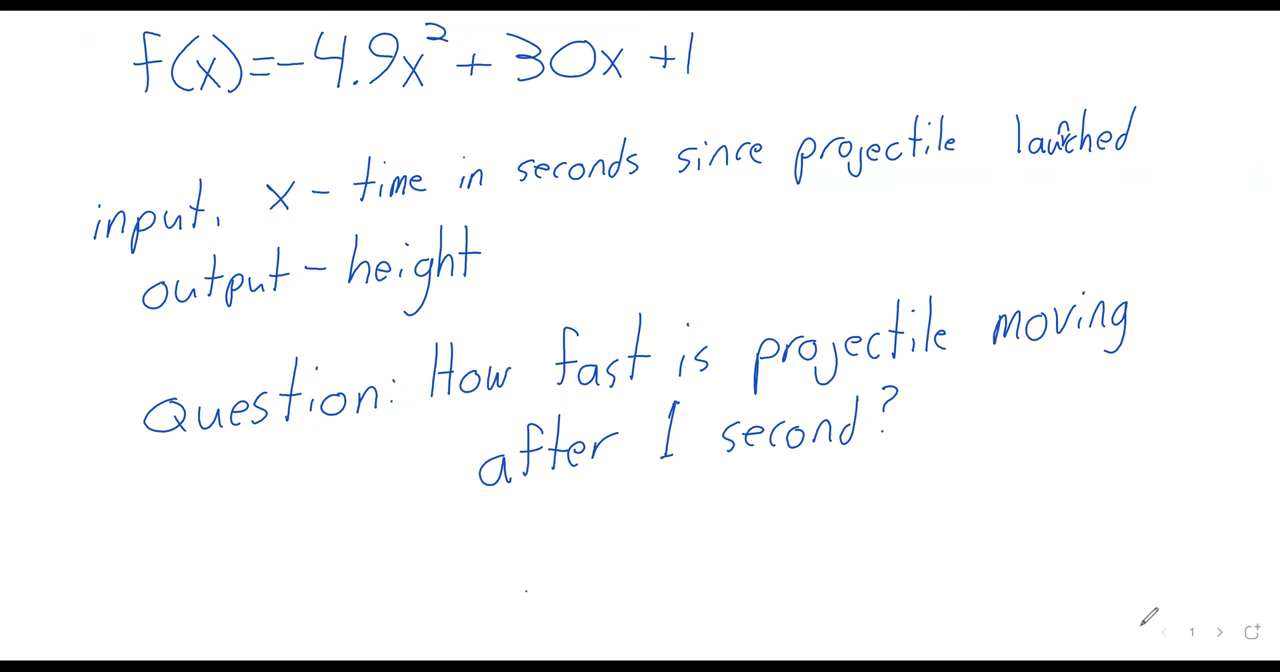 f(x)=-4.9x²+30x+1
input, x - time in seconds since projectile launched
output - height
Question: How fast is projectile moving
after 1 second?
1